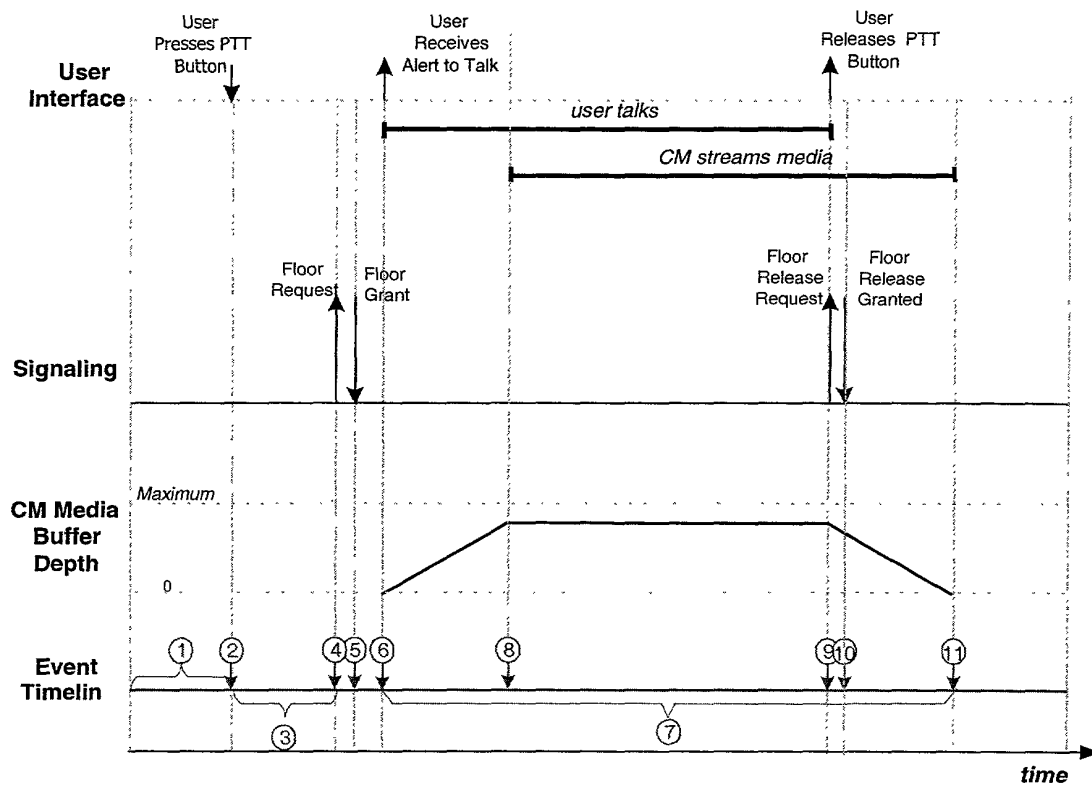 User
Presses PTT
Button
User
Receives
Alert to Talk
User
Releases PTT
Button
User
Interface
user talks
CM streams media
Floor
Request
Floor
Grant
Floor
Release
Request
Floor
Release
Granted
Signaling
Maximum
CM Media
Buffer
Depth
0
1
2
4
5
6
8
9
10
11
Event
Timelin
3
7
time